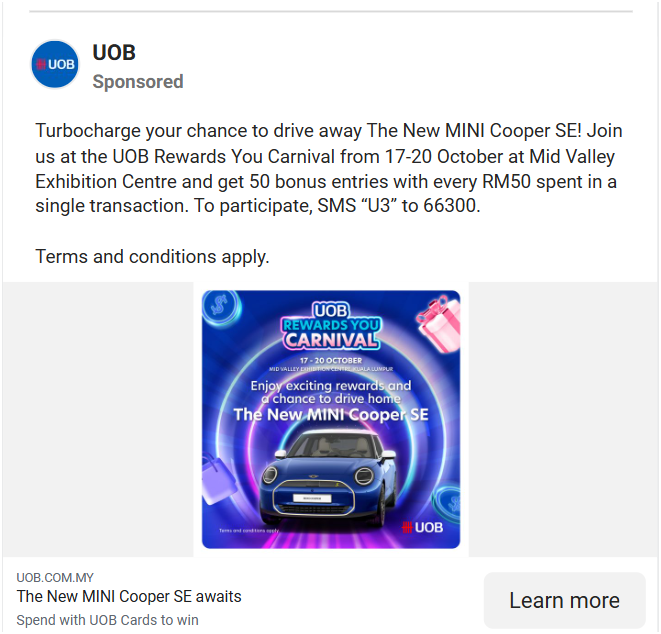 UOB
UOB
Sponsored
Turbocharge your chance to drive away The New MINI Cooper SE! Join
us at the UOB Rewards You Carnival from 17-20 October at Mid Valley
Exhibition Centre and get 50 bonus entries with every RM50 spent in a
single transaction. To participate, SMS “U3” to 66300.
Terms and conditions apply.
UOB
REWARDS YOU
CARNIVAL
17 - 20 OCTOBER
MID VALLEY EXHIBITION CENTRE, KUALA LUMPUR
Enjoy exciting rewards and
a chance to drive home
The New MINI Cooper SE
Terms and conditions apply.
UOB
UOB.COM.MY
The New MINI Cooper SE awaits
Spend with UOB Cards to win
Learn more